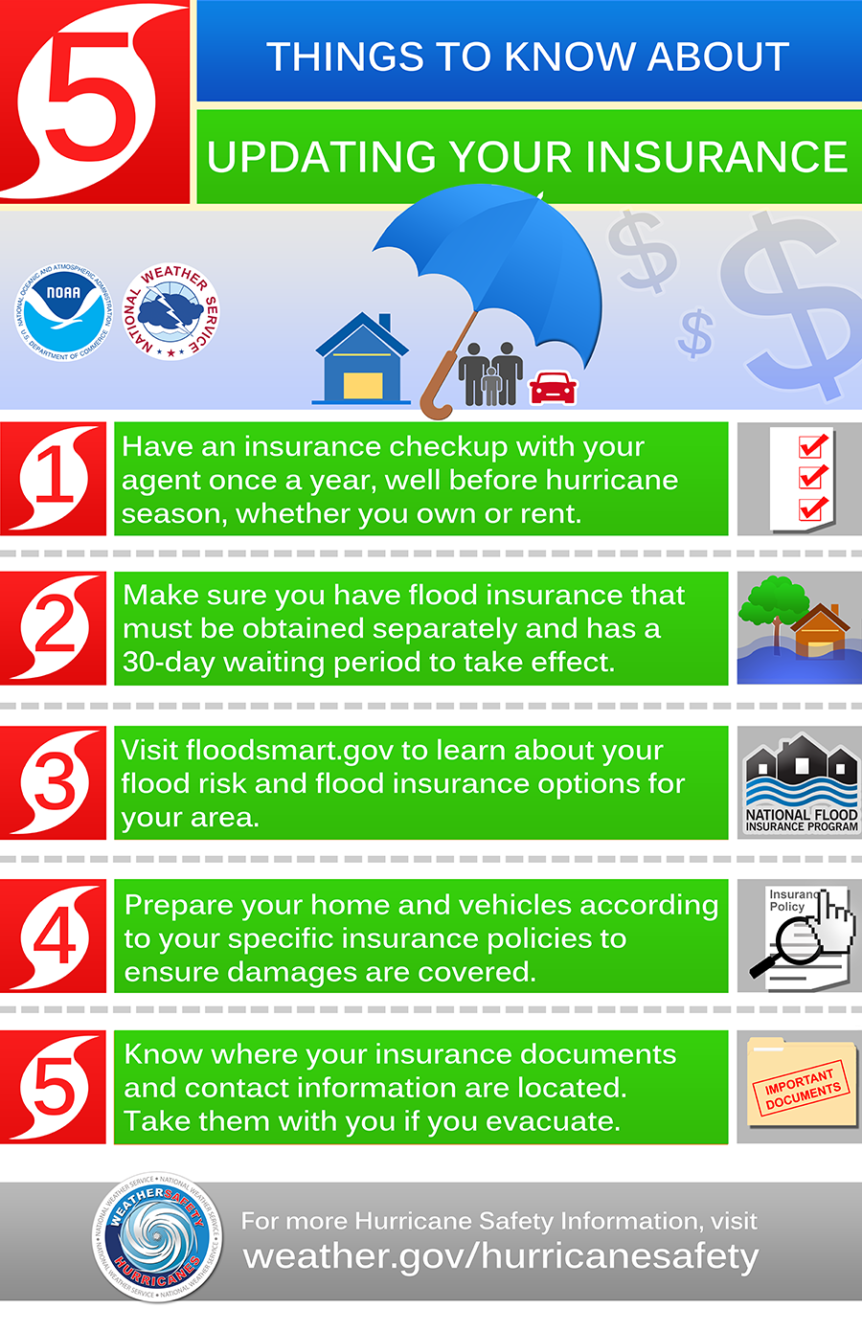 5
THINGS TO KNOW ABOUT
UPDATING YOUR INSURANCE
NATIONAL OCEANIC AND ATMOSPHERIC ADMINISTRATION
NOAA
U.S. DEPARTMENT OF COMMERCE
NATIONAL WEATHER SERVICE
$
$
$
1
Have an insurance checkup with your
agent once a year, well before hurricane
season, whether you own or rent.
2
Make sure you have flood insurance that
must be obtained separately and has a
30-day waiting period to take effect.
3
Visit floodsmart.gov to learn about your
flood risk and flood insurance options for
your area.
NATIONAL FLOOD
INSURANCE PROGRAM
4
Prepare your home and vehicles according
to your specific insurance policies to
ensure damages are covered.
Insuranc
Policy
5
Know where your insurance documents
and contact information are located.
Take them with you if you evacuate.
IMPORTANT
DOCUMENTS
NATIONAL WEATHER SERVICE • NATIONAL WEATHER SERVICE • NATIONAL WEATHER SERVICE • NATIONAL WEATHER SERVICE •
WEATHERSAFETY
HURRICANES
For more Hurricane Safety Information, visit
weather.gov/hurricanesafety